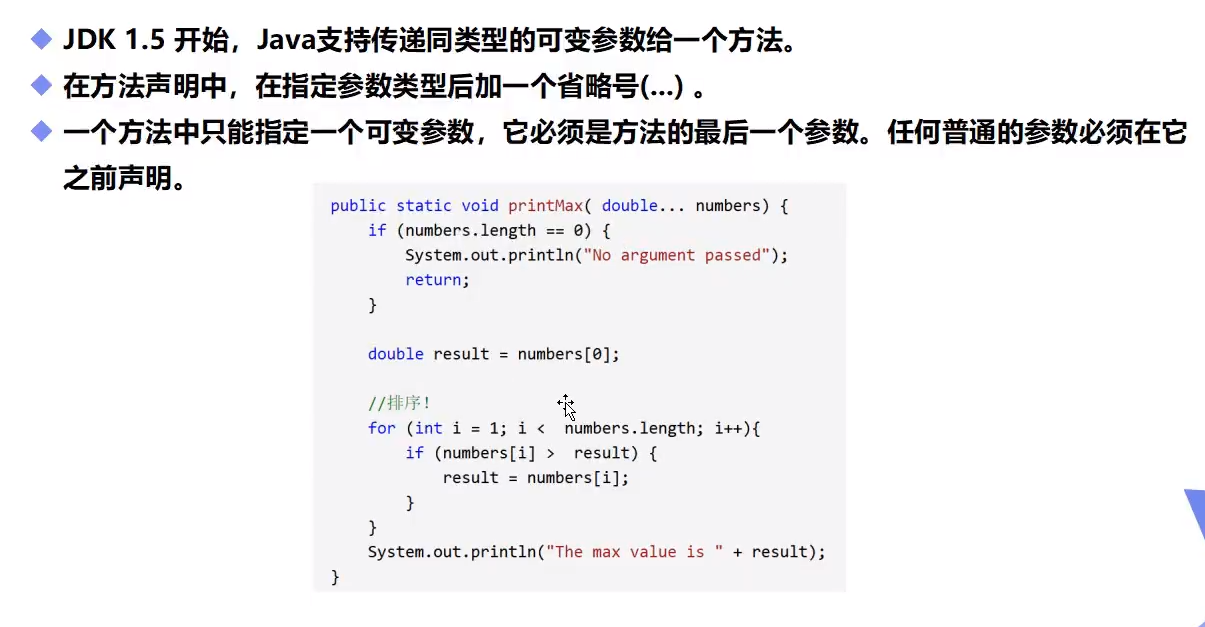 JDK 1.5 开始，Java支持传递同类型的可变参数给一个方法。
在方法声明中，在指定参数类型后加一个省略号(...) 。
一个方法中只能指定一个可变参数，它必须是方法的最后一个参数。任何普通的参数必须在它
之前声明。
public static void printMax( double... numbers) {
    if (numbers.length == 0) {
        System.out.println("No argument passed");
        return;
    }
    double result = numbers[0];
    //排序！
    for (int i = 1; i <  numbers.length; i++){
        if (numbers[i] >  result) {
            result = numbers[i];
        }
    }
    System.out.println("The max value is " + result);
}